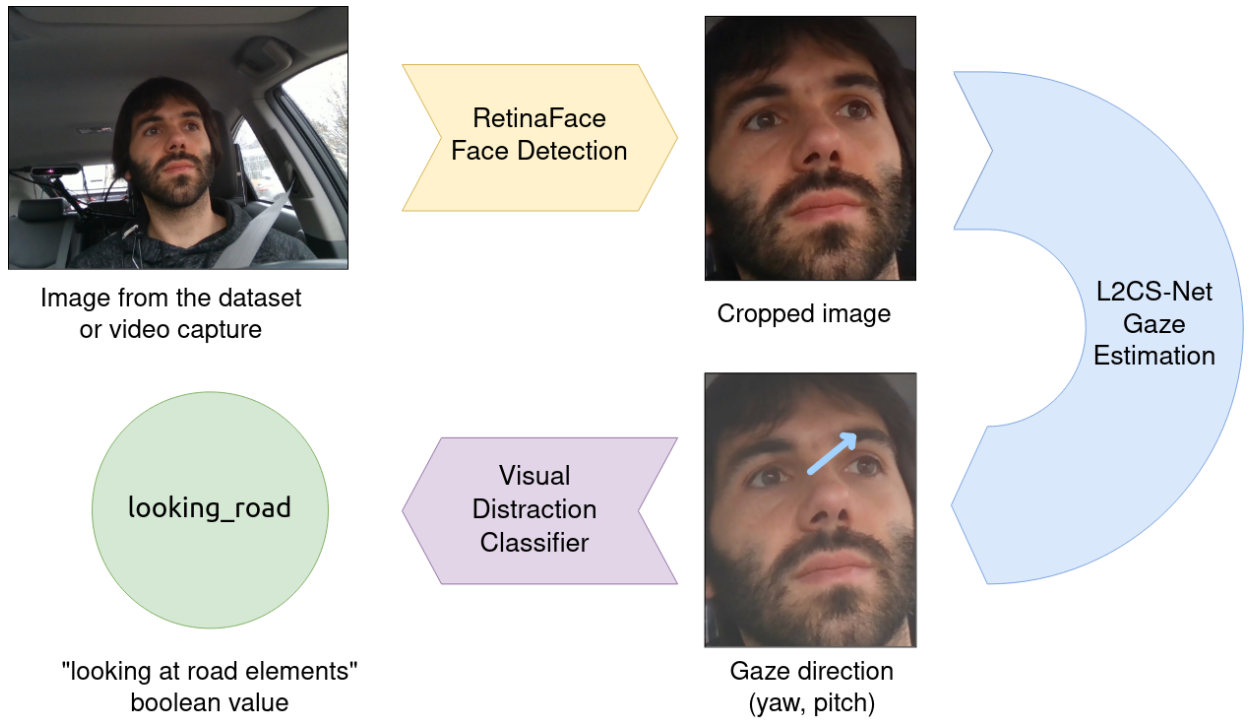 RetinaFace
Face Detection
Image from the dataset
or video capture
Cropped image
L2CS-Net
Gaze
Estimation
Gaze direction
(yaw, pitch)
Visual
Distraction
Classifier
looking_road
"looking at road elements"
boolean value